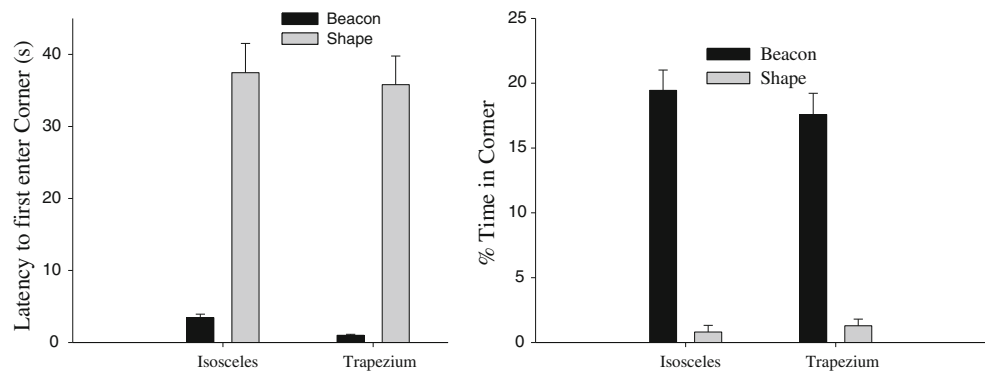 Latency to first enter Corner (s)
40
30
20
10
0
Beacon
Shape
Isosceles
Trapezium
% Time in Corner
25%
20
15
10
5
0
Beacon
Shape
Isosceles
Trapezium